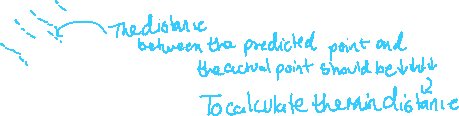 The distance
between the predicted point and
the actual point should be ↓↓↓↓
To calculate the min distance